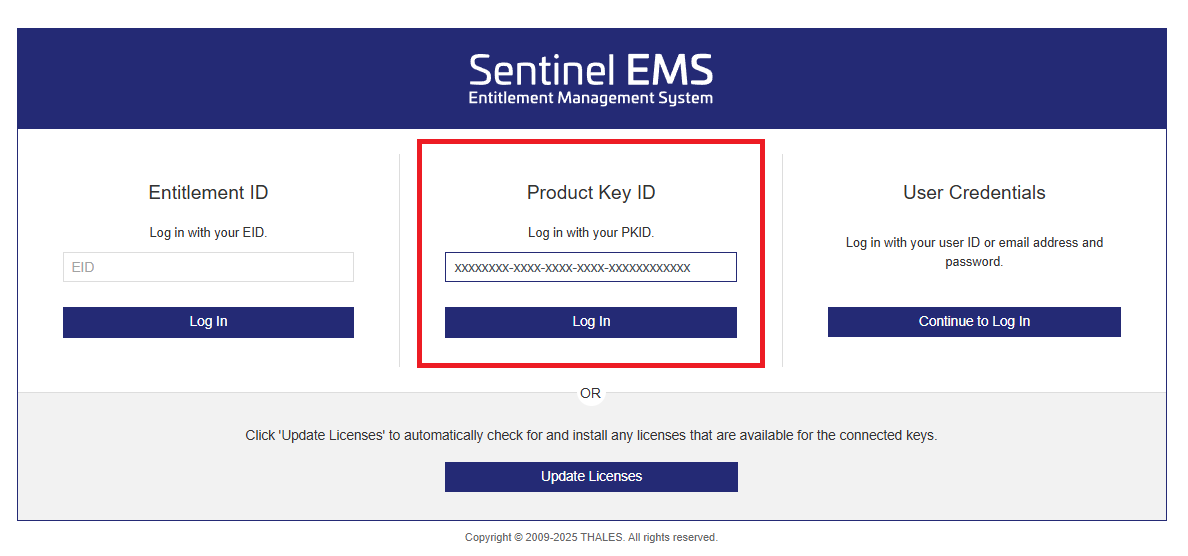 Sentinel EMS
Entitlement Management System
Entitlement ID
Log in with your EID.
EID
Log In
Product Key ID
Log in with your PKID.
xxxxxxxx-xxxx-xxxx-xxxx-xxxxxxxxxxxx
Log In
User Credentials
Log in with your user ID or email address and
password.
Continue to Log In
OR
Click 'Update Licenses' to automatically check for and install any licenses that are available for the connected keys.
Update Licenses
Copyright © 2009-2025 THALES. All rights reserved.